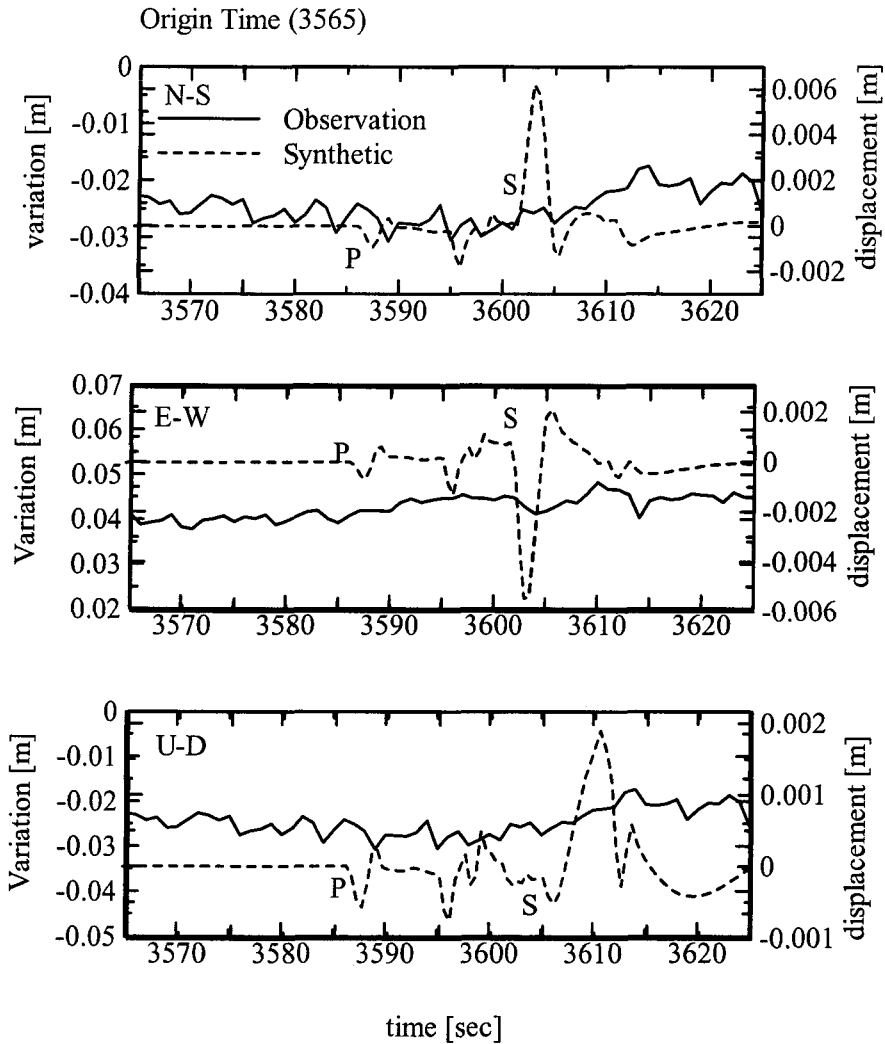 Origin Time (3565)
N-S
Observation
Synthetic
S
P
variation [m]
0
-0.01
-0.02
-0.03
-0.04
0.006
0.004
0.002
0
-0.002
displacement [m]
3570 3580 3590 3600 3610 3620
E-W
P
S
Variation [m]
0.07
0.06
0.05
0.04
0.03
0.02
0.002
0
-0.002
-0.004
-0.006
displacement [m]
3570 3580 3590 3600 3610 3620
U-D
P
S
Variation [m]
0
-0.01
-0.02
-0.03
-0.04
-0.05
0.002
0.001
0
-0.001
displacement [m]
3570 3580 3590 3600 3610 3620
time [sec]